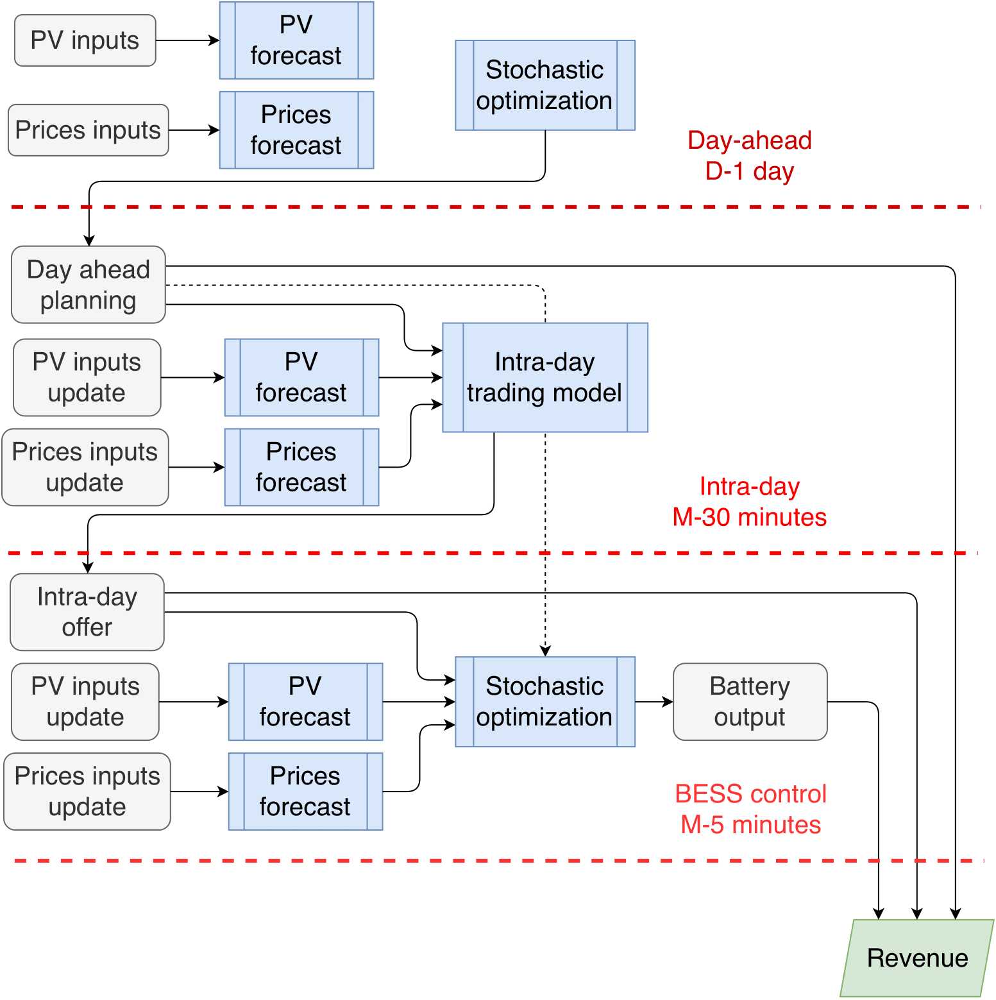 PV inputs
PV
forecast
Stochastic
optimization
Prices inputs
Prices
forecast
Day-ahead
D-1 day
Day ahead
planning
PV inputs
update
PV
forecast
Intra-day
trading model
Prices inputs
update
Prices
forecast
Intra-day
M-30 minutes
Intra-day
offer
PV inputs
update
PV
forecast
Stochastic
optimization
Battery
output
Prices inputs
update
Prices
forecast
BESS control
M-5 minutes
Revenue